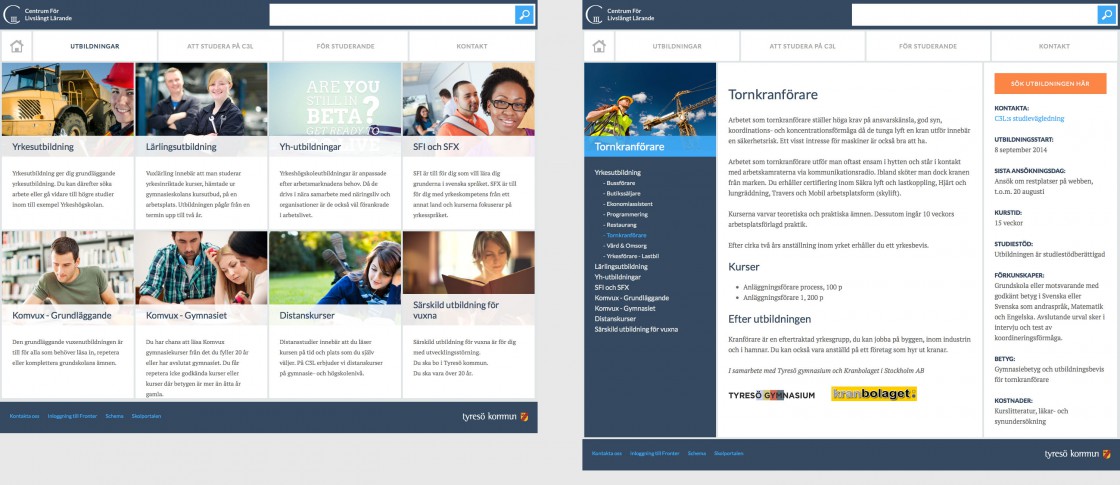 Centrum För
Livslångt Lärande
UTBILDNINGAR
ATT STUDERA PÅ C3L
FÖR STUDERANDE
KONTAKT
ARE YOU
STILL IN
BETA?
GET READY
Yrkesutbildning
Lärlingsutbildning
Yh-utbildningar
SFI och SFX
Yrkesutbildning ger dig grundläggande
yrkesutbildning. Du kan därefter söka
arbete eller gå vidare till högre studier
inom till exempel Yrkeshögskolan.
Vuxlärling innebär att man studerar
yrkesinriktade kurser, hämtade ur
gymnasieskolans kursutbud, på en
arbetsplats. Utbildningen pågår från en
termin upp till två år.
Yrkeshögskoleutbildningar är anpassade
efter arbetsmarknadens behov. Då de
drivs i samarbete med näringsliv och
organisationer är de också väl förankrade
i arbetslivet.
SFI är till för dig som vill lära dig
grunderna i svenska språket. SFX är till
för dig med yrkeskompetens från ett
annat land och kurserna fokuserar på
yrkesspråket.
Komvux - Grundläggande
Komvux - Gymnasiet
Distanskurser
Särskild utbildning för
vuxna
Den grundläggande vuxenutbildningen är
till för alla som behöver läsa in, repetera
eller komplettera grundskolans ämnen.
Du har chans att läsa Komvux
gymnasiekurser från det du fyller 20 år
eller har avslutat gymnasiet. Du får
repetera icke godkända kurser eller
kurser där betygen är mer än åtta år
gamla.
Distansstudier innebär att du läser
kursen på tid och plats som du själv
väljer. På C3L erbjuder vi distanskurser
på gymnasie- och högskolenivå.
Särskild utbildning för vuxna är för dig
med utvecklingsstörning.
Du ska bo i Tyresö kommun.
Du ska vara över 20 år.
Kontakta oss
Inloggning till Fronter
Schema
Skolportalen
tyresö kommun
Centrum För
Livslångt Lärande
UTBILDNINGAR
ATT STUDERA PÅ C3L
FÖR STUDERANDE
KONTAKT
Tornkranförare
Yrkesutbildning
- Bussförare
- Butikssäljare
- Ekonomiassistent
- Programmering
- Restaurang
- Tornkranförare
- Vård & Omsorg
- Yrkesförare - Lastbil
Lärlingsutbildning
Yh-utbildningar
SFI och SFX
Komvux - Grundläggande
Komvux - Gymnasiet
Distanskurser
Särskild utbildning för vuxna
Tornkranförare
Arbetet som tornkranförare ställer höga krav på ansvarskänsla, god syn,
koordinations- och koncentrationsförmåga då de tunga lyft en kran utför innebär
en säkerhetsrisk. Ett visst intresse för maskiner är också bra att ha.
Arbetet som tornkranförare utför man oftast ensam i hytten och står i kontakt
med arbetskamraterna via kommunikationsradio. Ibland sköter man dock kranen
från marken. Du erhåller certifiering inom Säkra lyft och lastkoppling, Hjärt och
lungräddning, Travers och Mobil arbetsplatsform (skylift).
Kurserna varvar teoretiska och praktiska ämnen. Dessutom ingår 10 veckors
arbetsplatsförlagd praktik.
Efter cirka två års anställning inom yrket erhåller du ett yrkesbevis.
Kurser
Anläggningsförare process, 100 p
Anläggningsförare 1, 200 p
Efter utbildningen
Kranförare är en eftertraktad yrkesgrupp, du kan jobba på byggen, inom industrin
och i hamnar. Du kan också vara anställd på ett företag som hyr ut kranar.
I samarbete med Tyresö gymnasium och Kranbolaget i Stockholm AB
TYRESÖ GYMNASIUM
kranbolaget.
SÖK UTBILDNINGEN HÄR
KONTAKTA:
C3L:s studievägledning
UTBILDNINGSSTART:
8 september 2014
SISTA ANSÖKNINGSDAG:
Ansök om restplatser på webben,
t.o.m. 20 augusti
KURSTID:
15 veckor
STUDIESTÖD:
Utbildningen är studiestödberättigad
FÖRKUNSKAPER:
Grundskola eller motsvarande med
godkänt betyg i Svenska eller
Svenska som andraspråk, Matematik
och Engelska. Avslutande urval sker i
intervju och test av
koordineringsförmåga.
BETYG:
Gymnasiebetyg och utbildningsbevis
för tornkranförare
KOSTNADER:
Kurslitteratur, läkar- och
synundersökning
Kontakta oss
Inloggning till Fronter
Schema
Skolportalen
tyresö kommun